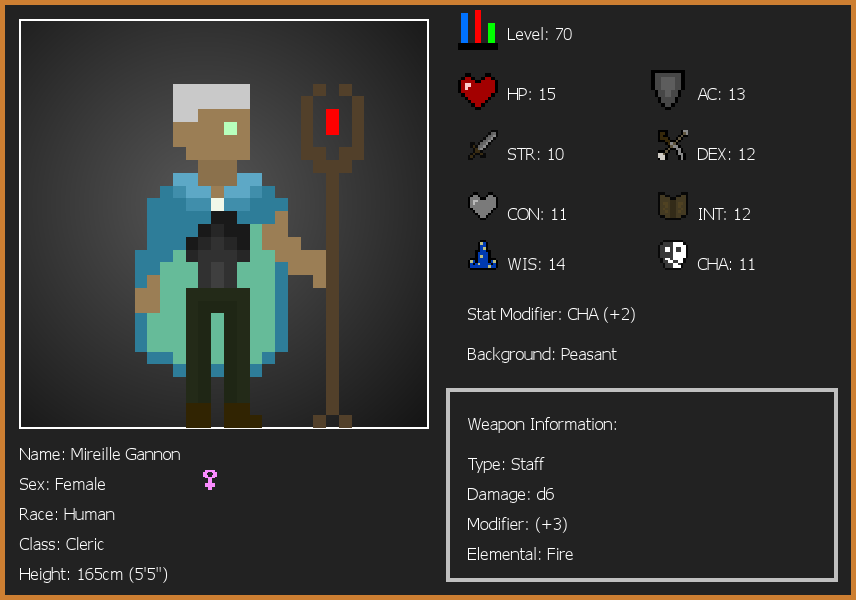 Level: 70
HP: 15
AC: 13
STR: 10
DEX: 12
CON: 11
INT: 12
WIS: 14
CHA: 11
Stat Modifier: CHA (+2)
Background: Peasant
Weapon Information:
Type: Staff
Damage: d6
Modifier: (+3)
Elemental: Fire
Name: Mireille Gannon
Sex: Female
Race: Human
Class: Cleric
Height: 165cm (5'5")